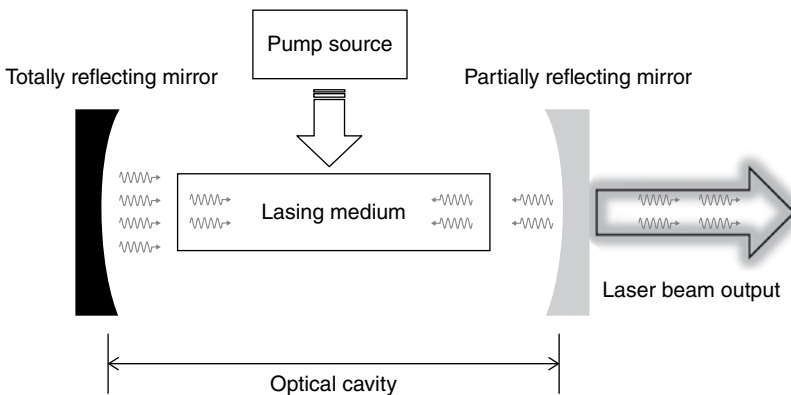 Pump source
Totally reflecting mirror
Partially reflecting mirror
Lasing medium
Laser beam output
Optical cavity